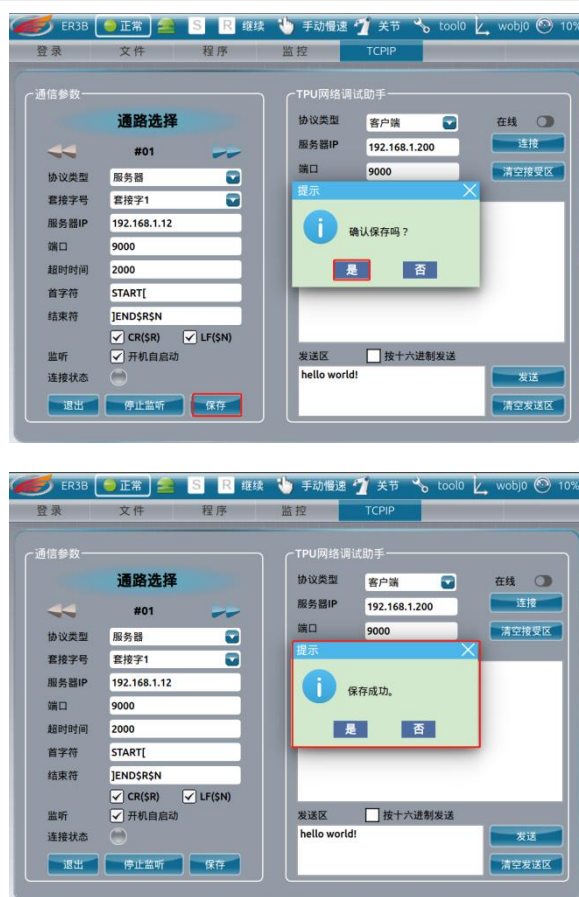 ER3B 正常 S R 继续 手动慢速 关节 tool0 wobj0 10%
登录 文件 程序 监控 TCPIP
通信参数
通路选择
#01
协议类型 服务器
套接字号 套接字1
服务器IP 192.168.1.12
端口 9000
超时时间 2000
首字符 START[
结束符 ]END$R$N
CR($R) LF($N)
监听 开机自启动
连接状态
退出 停止监听 保存
TPU网络调试助手
协议类型 客户端 在线
服务器IP 192.168.1.200 连接
端口 9000 清空接受区
提示
确认保存吗？
是 否
发送区 按十六进制发送
hello world!
发送
清空发送区
ER3B 正常 S R 继续 手动慢速 关节 tool0 wobj0 10%
登录 文件 程序 监控 TCPIP
通信参数
通路选择
#01
协议类型 服务器
套接字号 套接字1
服务器IP 192.168.1.12
端口 9000
超时时间 2000
首字符 START[
结束符 ]END$R$N
CR($R) LF($N)
监听 开机自启动
连接状态
退出 停止监听 保存
TPU网络调试助手
协议类型 客户端 在线
服务器IP 192.168.1.200 连接
端口 9000 清空接受区
提示
保存成功。
是 否
发送区 按十六进制发送
hello world!
发送
清空发送区